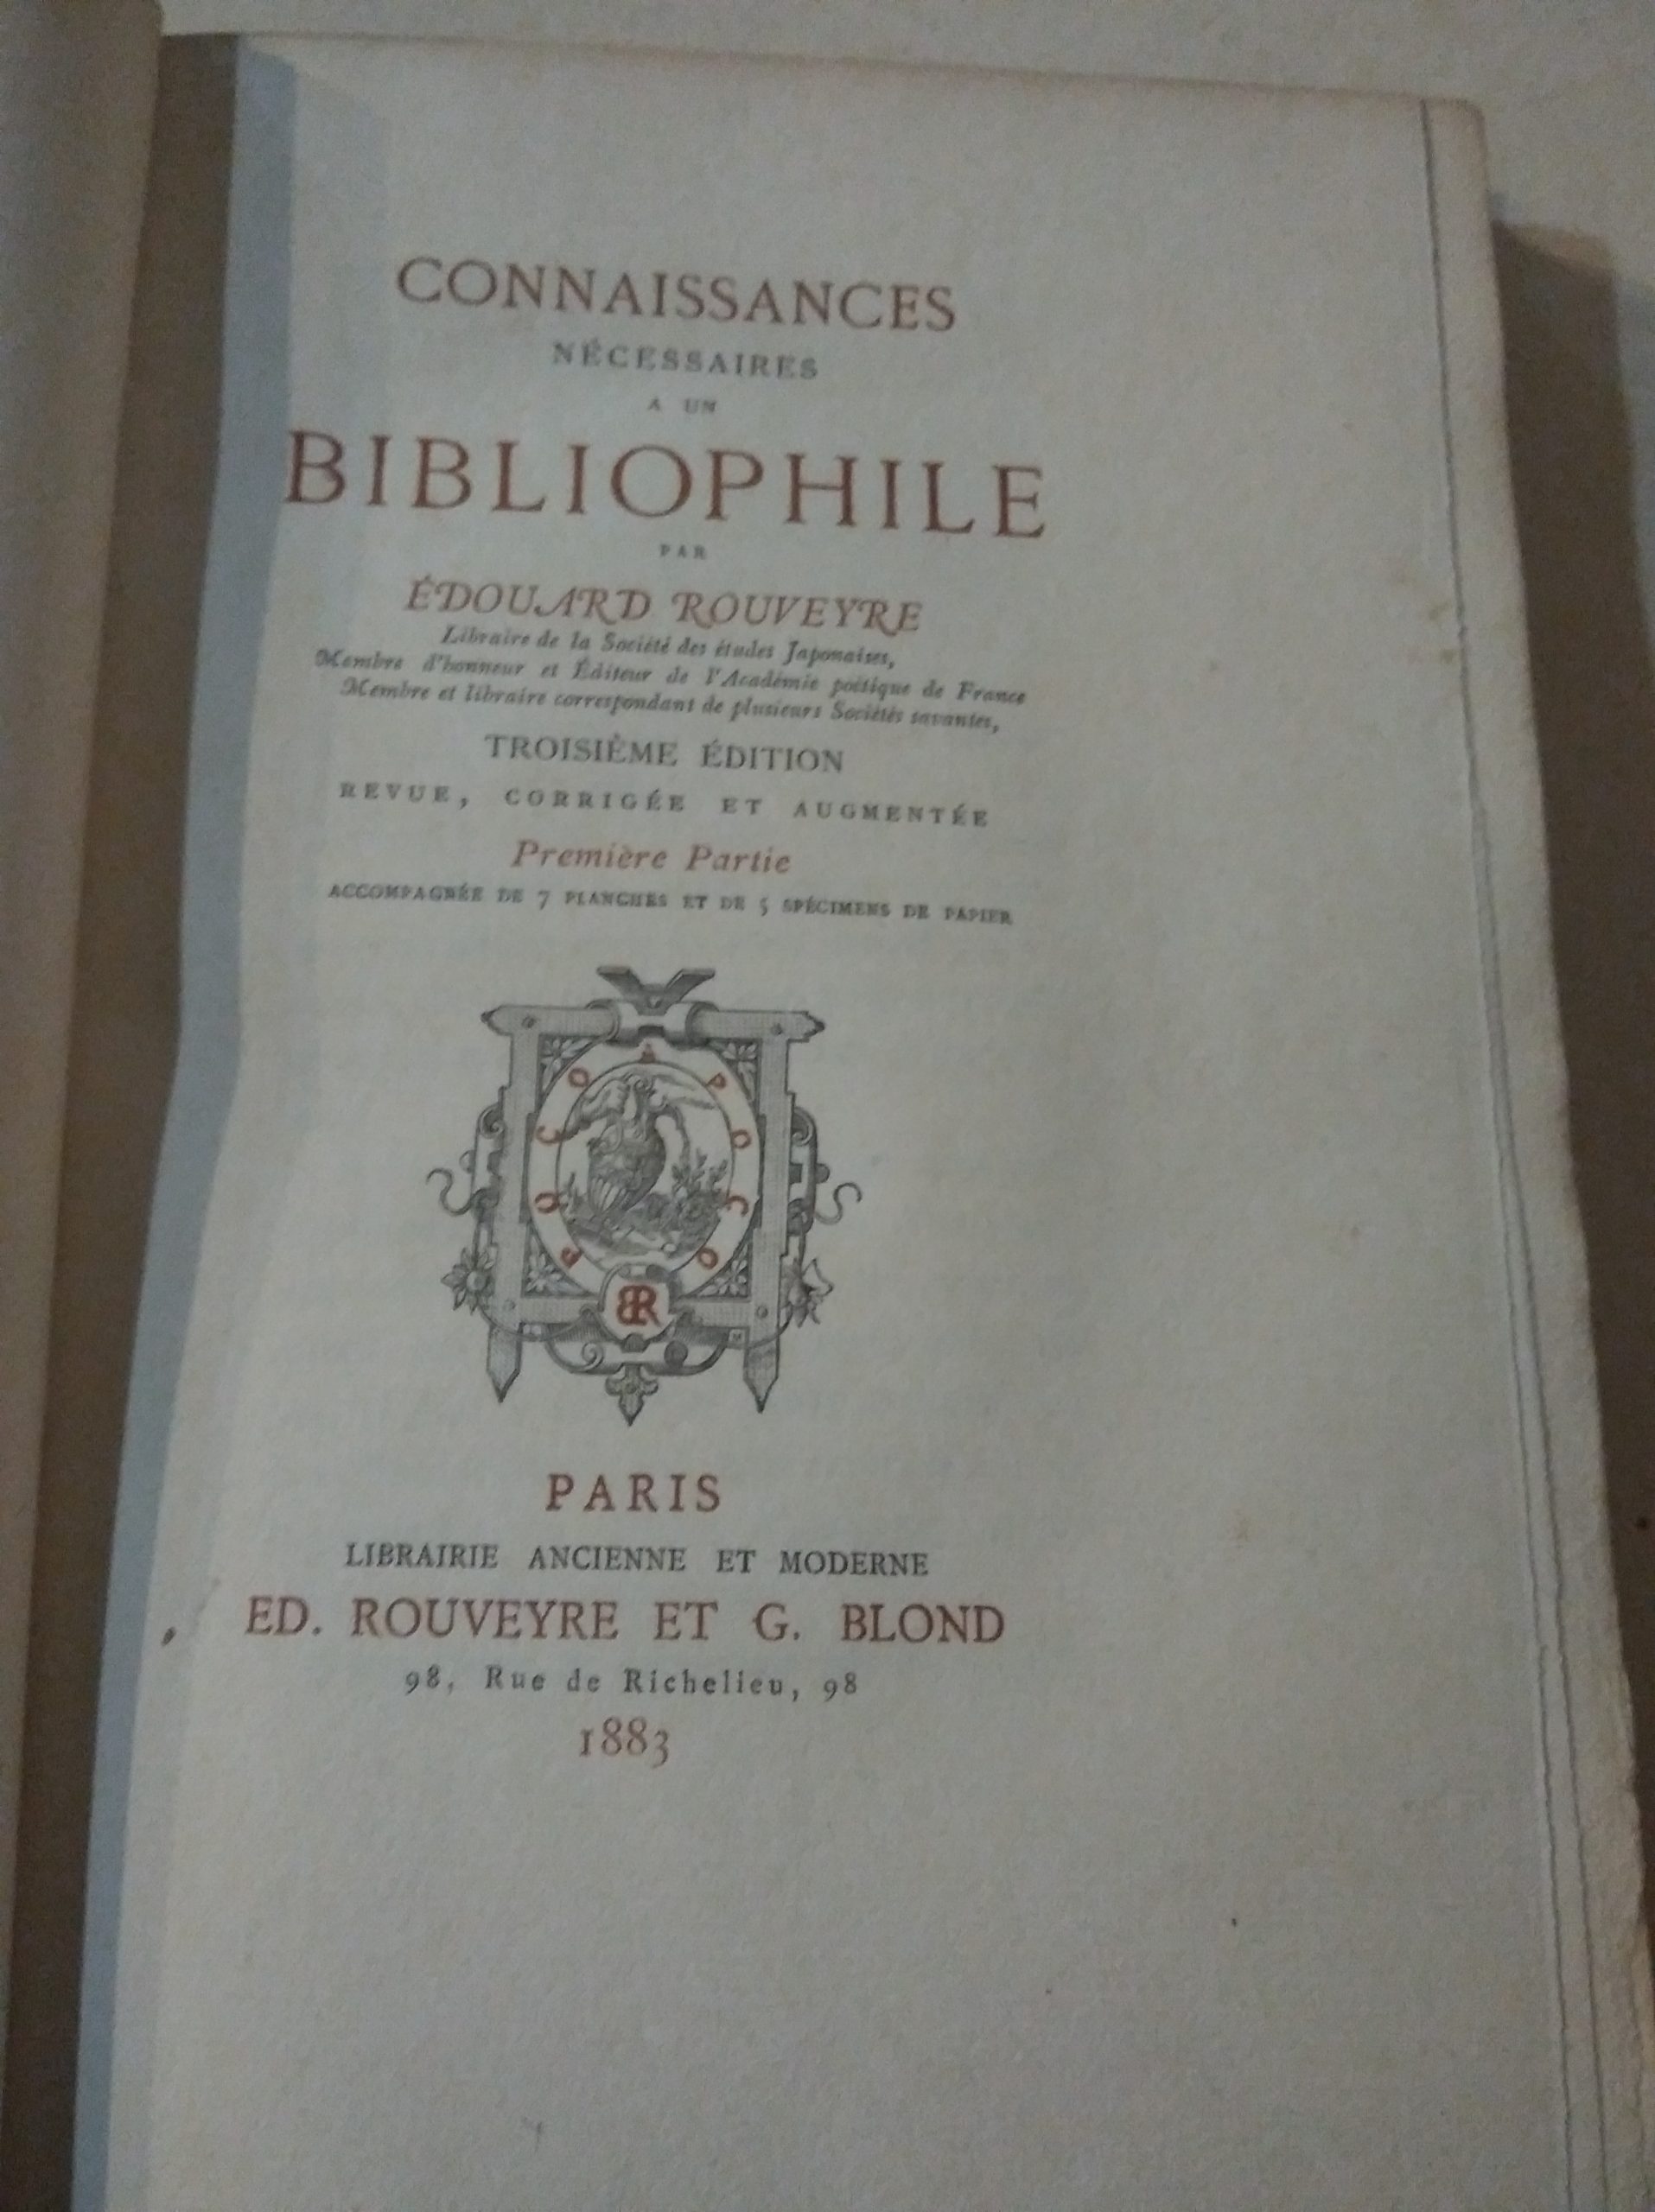 CONNAISSANCES
NÉCESSAIRES
A UN
BIBLIOPHILE
PAR
ÉDOUARD ROUVEYRE
Libraire de la Société des études Japonaises,
Membre d'honneur et Éditeur de l'Académie poëtique de France
Membre et libraire correspondant de plusieurs Sociétés savantes,
TROISIÈME ÉDITION
REVUE, CORRIGÉE ET AUGMENTÉE
Première Partie
ACCOMPAGNÉE DE 7 PLANCHES ET DE 5 SPÉCIMENS DE PAPIER
PARIS
LIBRAIRIE ANCIENNE ET MODERNE
ED. ROUVEYRE ET G. BLOND
98, Rue de Richelieu, 98
1883